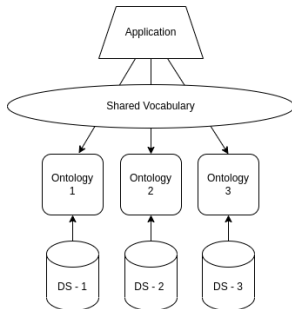 Application
Shared Vocabulary
Ontology
1
Ontology
2
Ontology
3
DS - 1
DS - 2
DS - 3